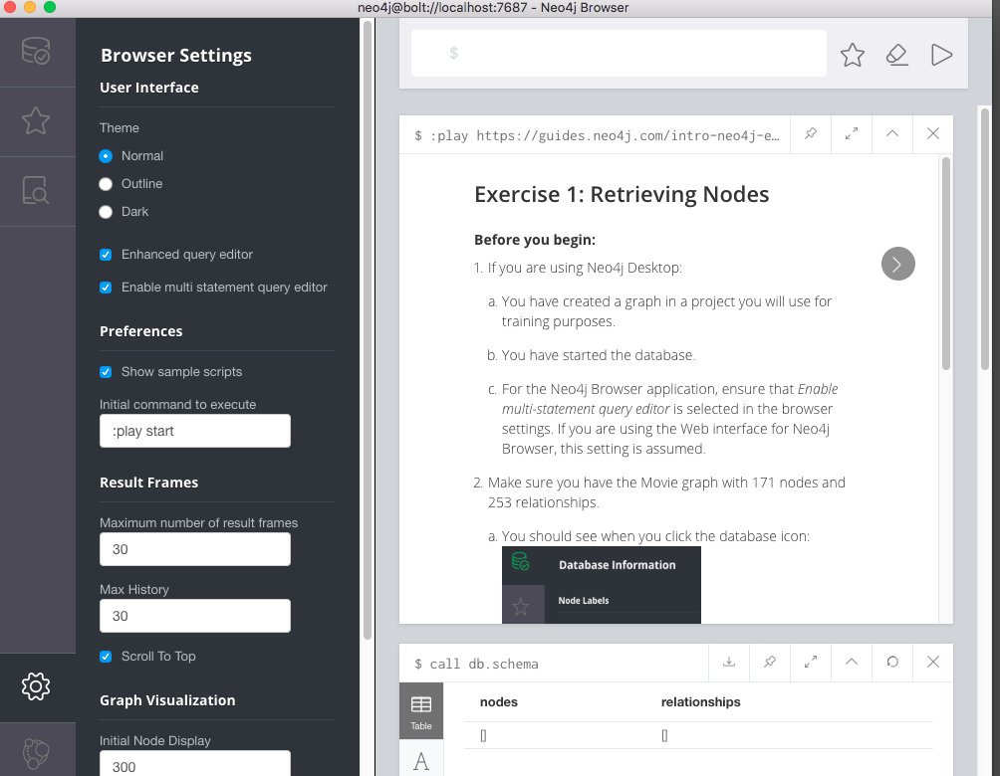 neo4j@bolt://localhost:7687 - Neo4j Browser
Browser Settings
User Interface
Theme
Normal
Outline
Dark
Enhanced query editor
Enable multi statement query editor
Preferences
Show sample scripts
Initial command to execute
:play start
Result Frames
Maximum number of result frames
30
Max History
30
Scroll To Top
Graph Visualization
Initial Node Display
300
$
$ :play https://guides.neo4j.com/intro-neo4j-e…
Exercise 1: Retrieving Nodes
Before you begin:
1. If you are using Neo4j Desktop:
a. You have created a graph in a project you will use for
training purposes.
b. You have started the database.
c. For the Neo4j Browser application, ensure that Enable
multi-statement query editor is selected in the browser
settings. If you are using the Web interface for Neo4j
Browser, this setting is assumed.
2. Make sure you have the Movie graph with 171 nodes and
253 relationships.
a. You should see when you click the database icon:
Database Information
Node Labels
$ call db.schema
Table
A
nodes relationships
[] []